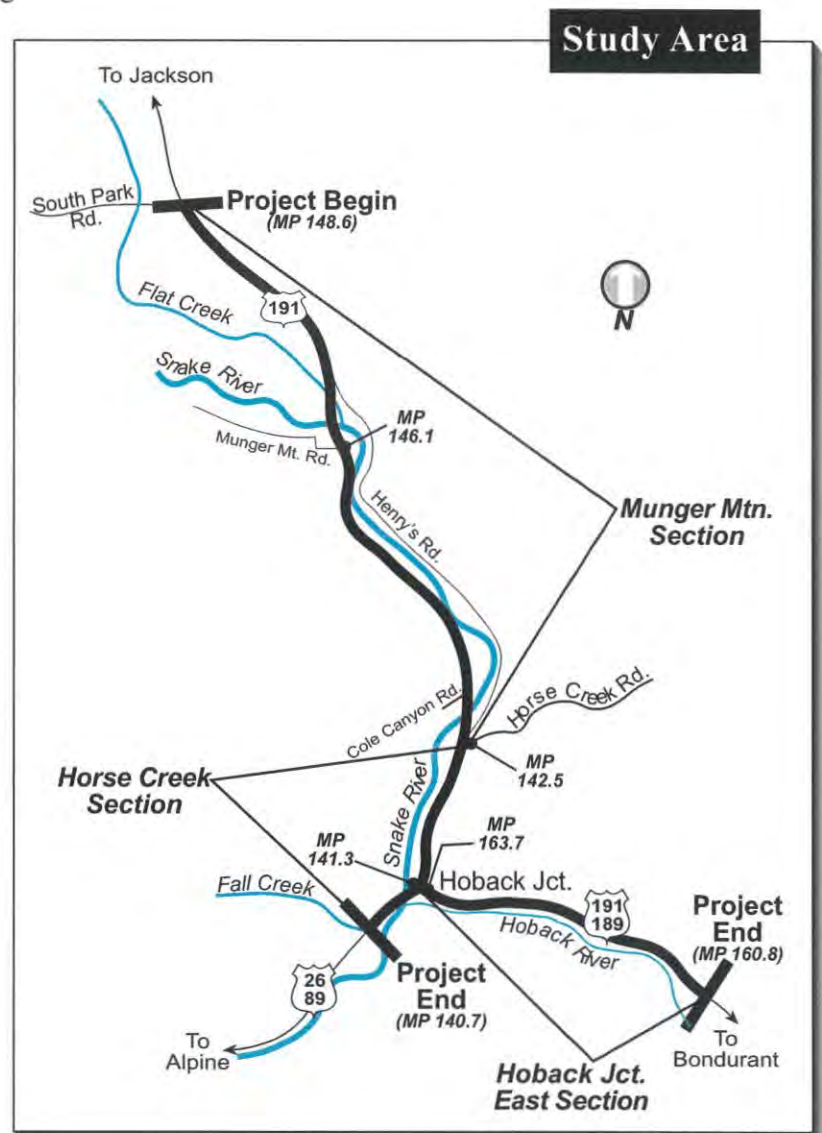 Study Area
To Jackson
South Park
Rd.
Project Begin
(MP 148.6)
191
Flat Creek
N
Snake River
MP
146.1
Munger Mt. Rd.
Henry's Rd.
Munger Mtn.
Section
Cole Canyon Rd.
Horse Creek Rd.
MP
142.5
Horse Creek
Section
Snake River
MP
141.3
MP
163.7
Hoback Jct.
Fall Creek
191
189
Hoback River
Project
End
(MP 160.8)
26
89
Project
End
(MP 140.7)
To
Alpine
To
Bondurant
Hoback Jct.
East Section